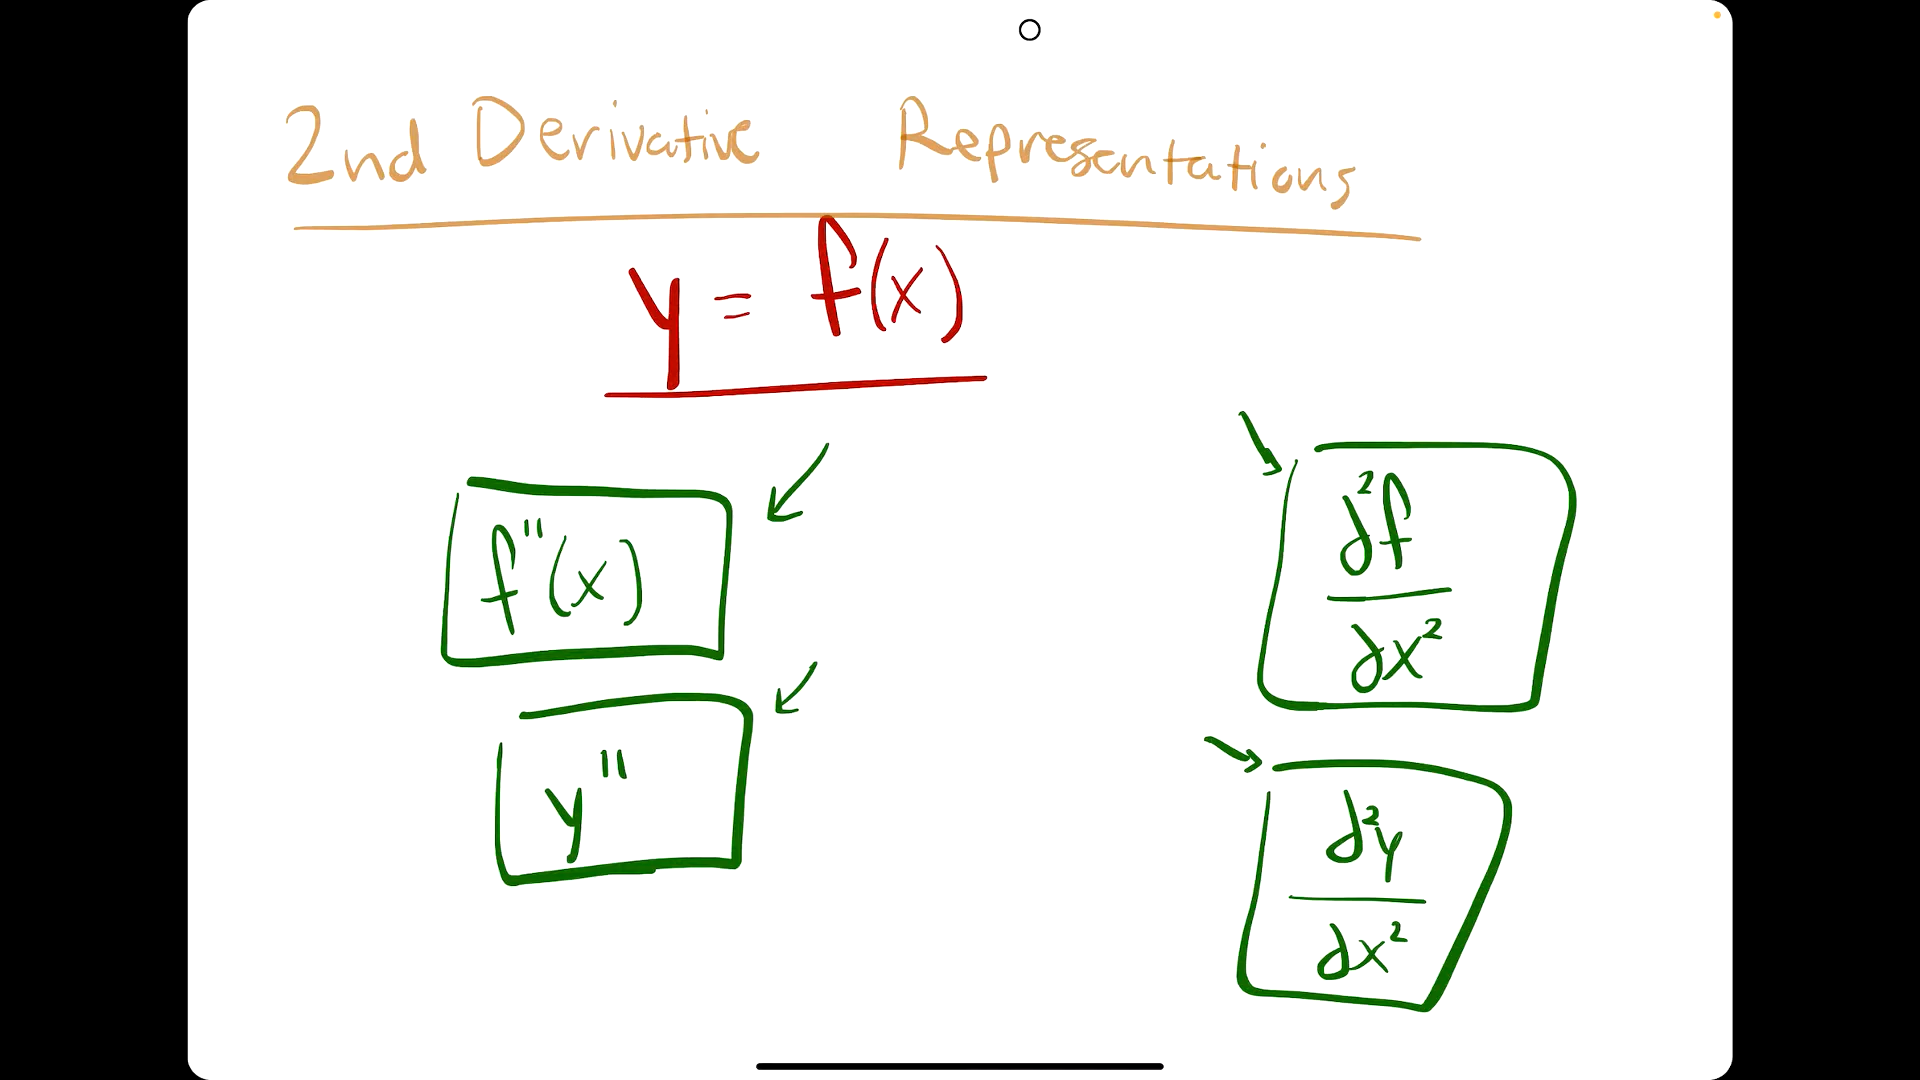 2nd Derivative Representations
y = f(x)
f"(x)
y"
d²f
dx²
d²y
dx²